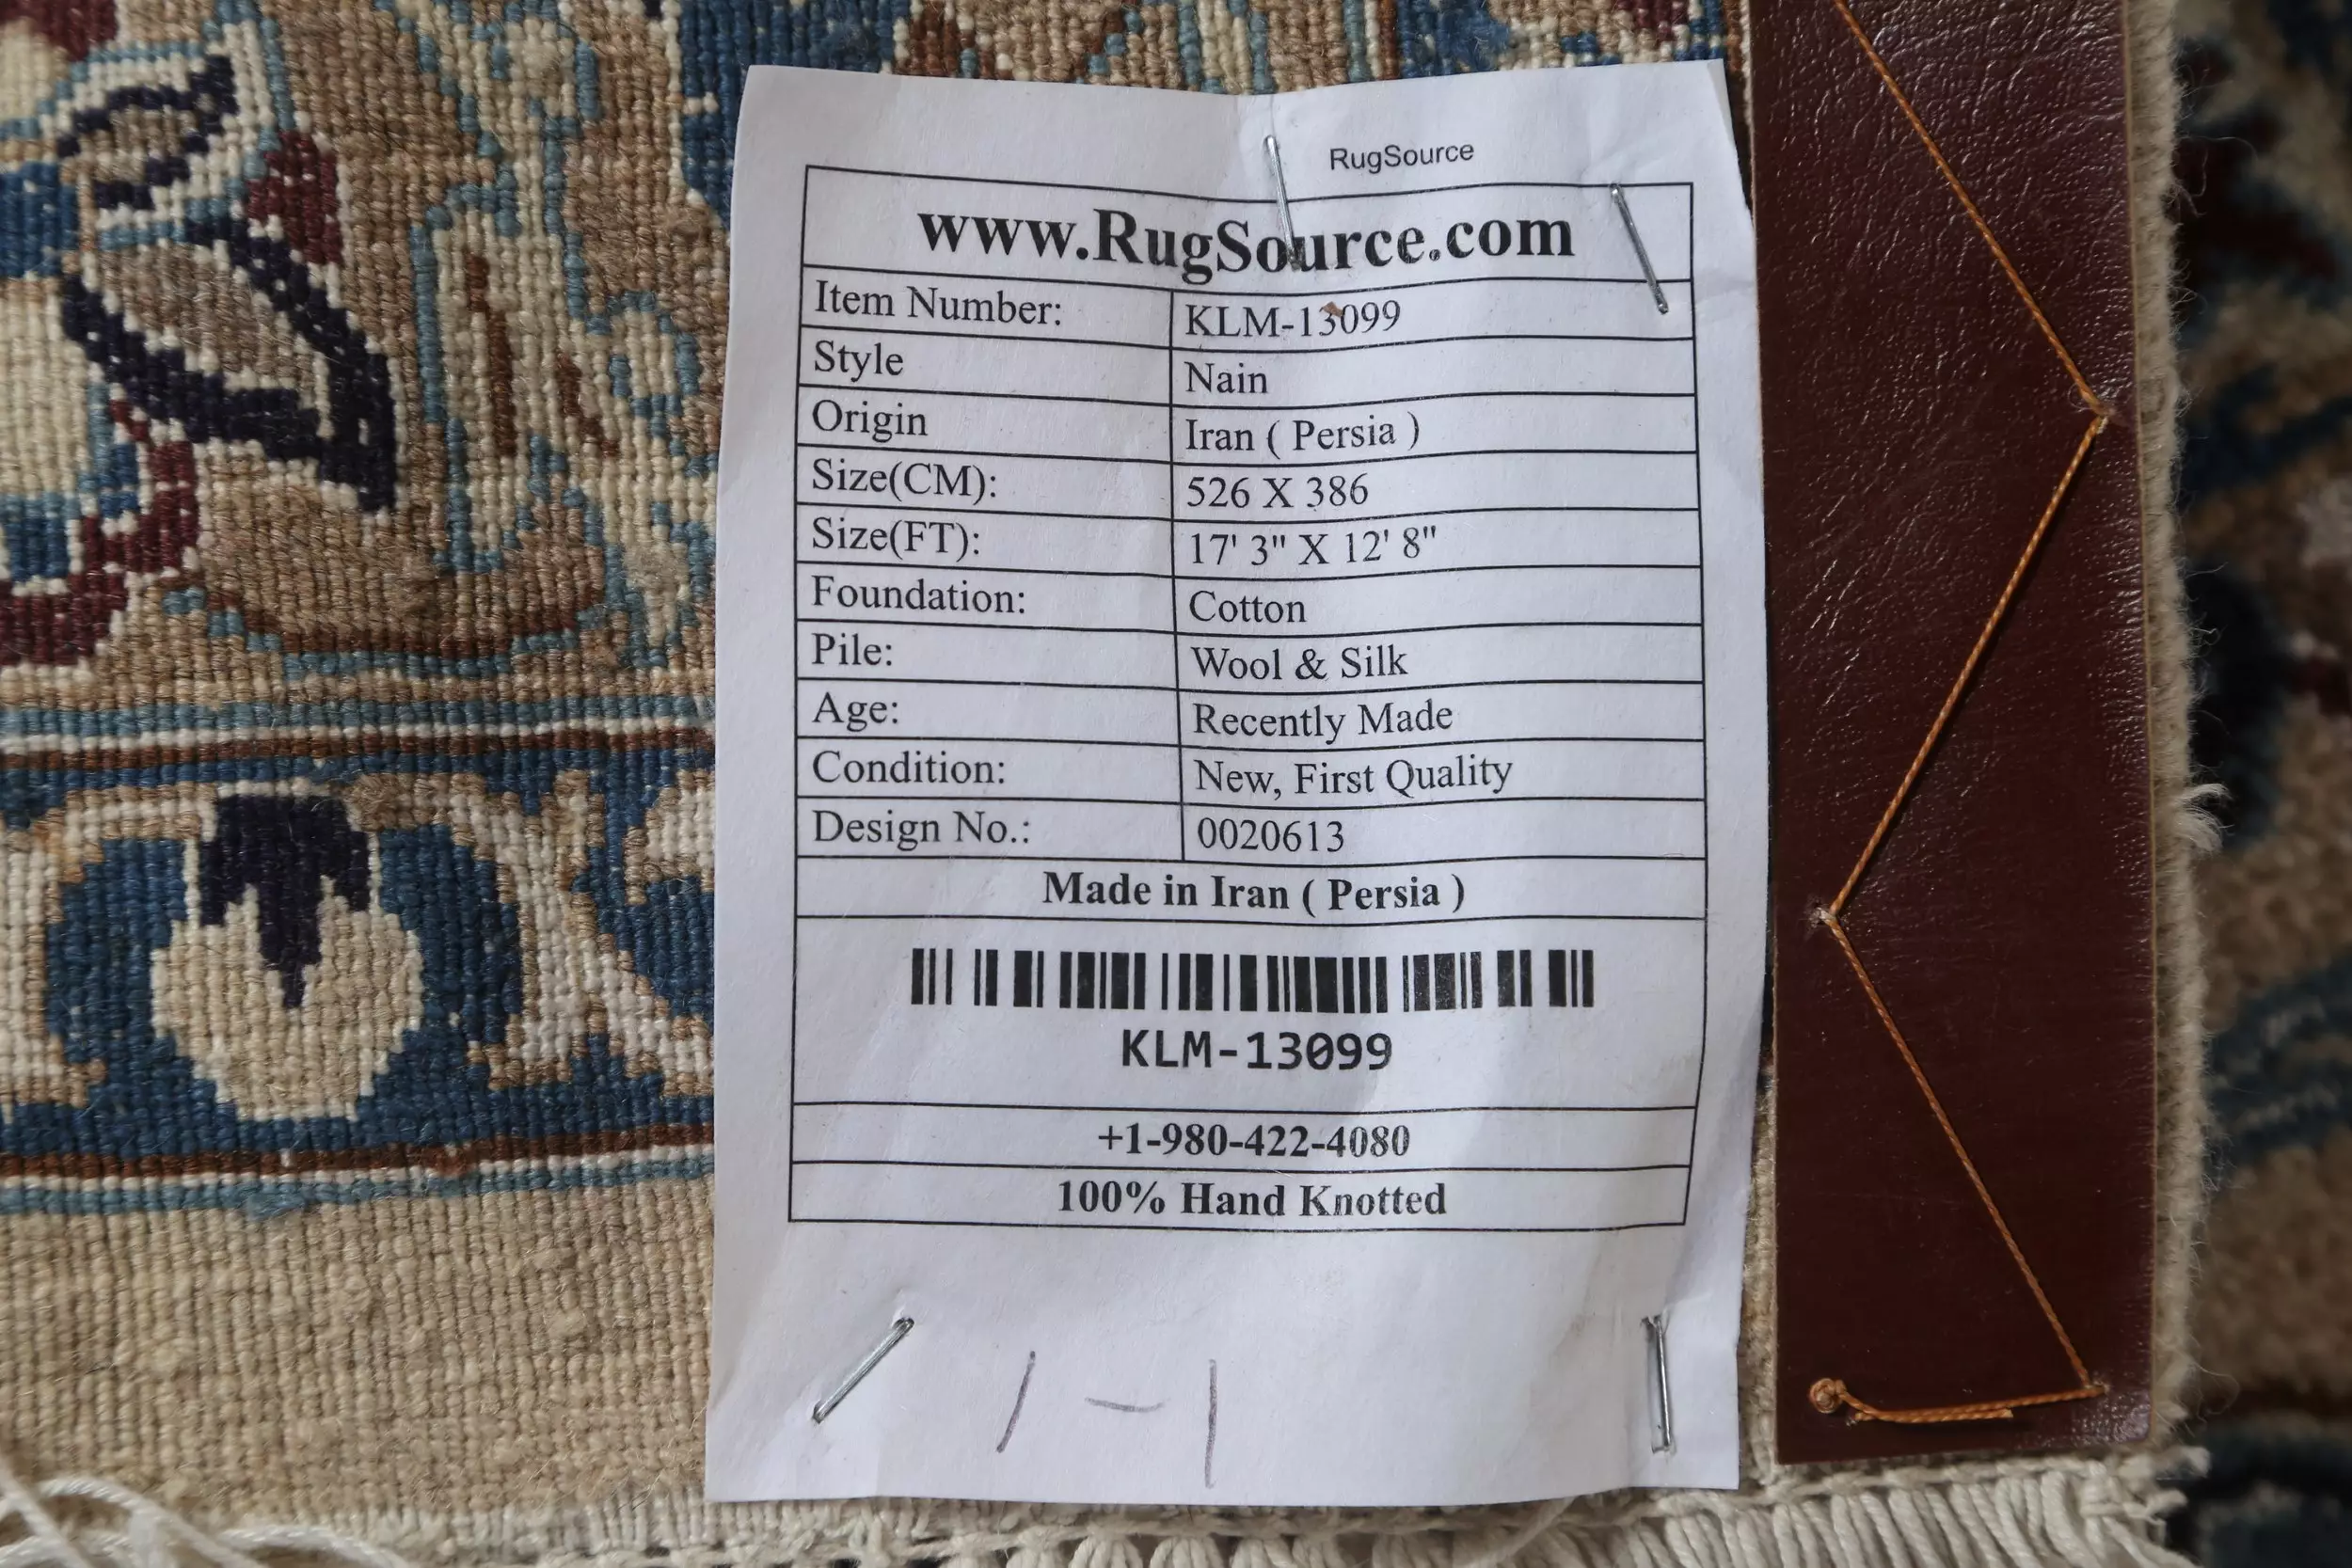 RugSource
www.RugSource.com
Item Number: KLM-13099
Style Nain
Origin Iran ( Persia )
Size(CM): 526 X 386
Size(FT): 17' 3" X 12' 8"
Foundation: Cotton
Pile: Wool & Silk
Age: Recently Made
Condition: New, First Quality
Design No.: 0020613
Made in Iran ( Persia )
KLM-13099
+1-980-422-4080
100% Hand Knotted
1-1